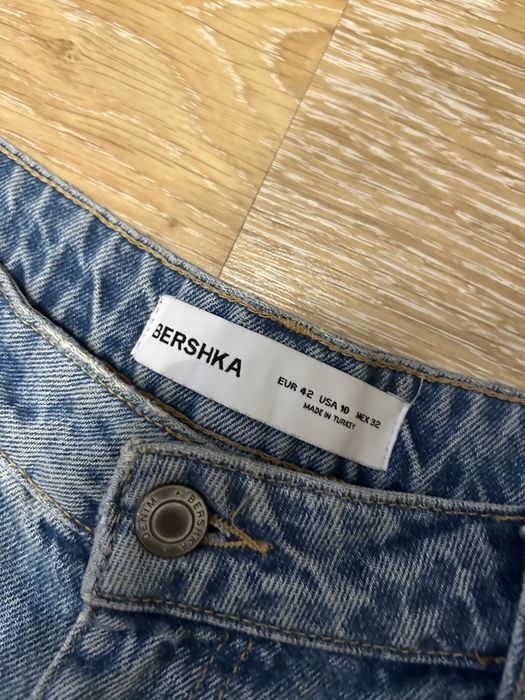 BERSHKA
EUR 42 USA 10 MEX 32
MADE IN TURKEY
BERSHKA
DENIM